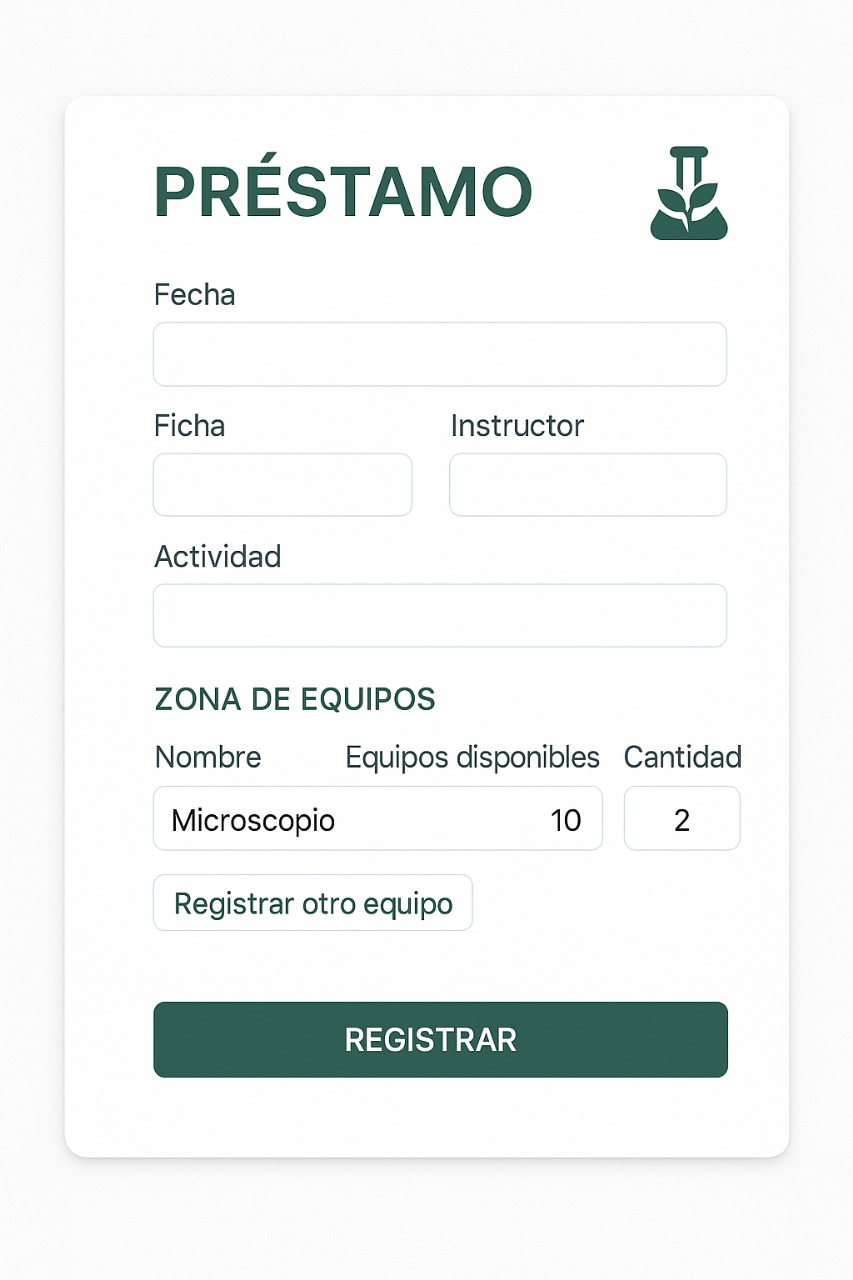 PRÉSTAMO
Fecha
Ficha Instructor
Actividad
ZONA DE EQUIPOS
Nombre Equipos disponibles Cantidad
Microscopio 10 2
Registrar otro equipo
REGISTRAR